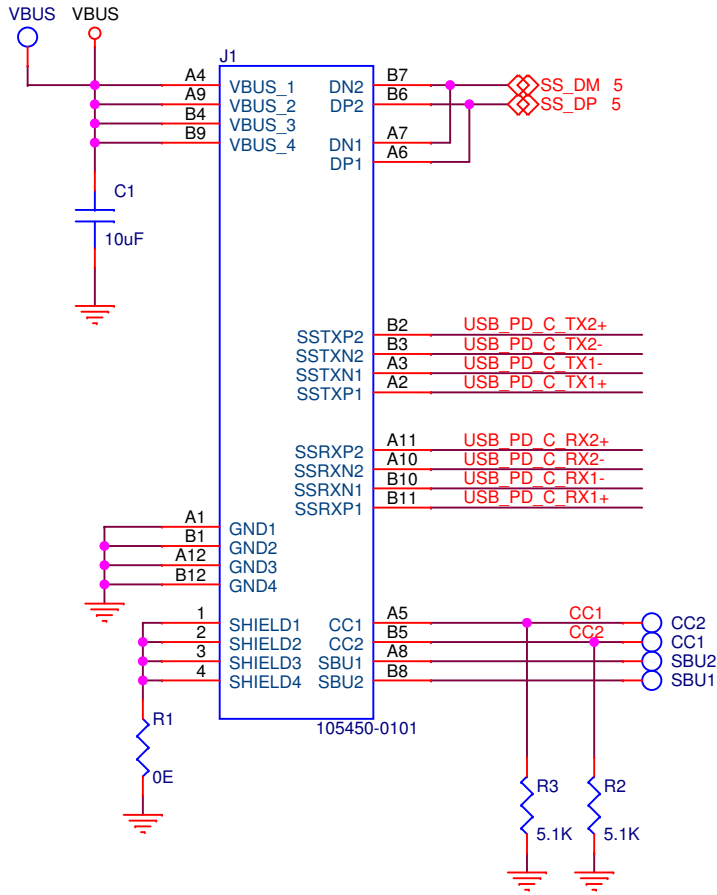 VBUS VBUS
J1
A4 VBUS_1 DN2 B7 SS_DM 5
A9 VBUS_2 DP2 B6 SS_DP 5
B4 VBUS_3
B9 VBUS_4 DN1 A7
DP1 A6
C1
10uF
SSTXP2 B2 USB_PD_C_TX2+
SSTXN2 B3 USB_PD_C_TX2-
SSTXN1 A3 USB_PD_C_TX1-
SSTXP1 A2 USB_PD_C_TX1+
SSRXP2 A11 USB_PD_C_RX2+
SSRXN2 A10 USB_PD_C_RX2-
SSRXN1 B10 USB_PD_C_RX1-
SSRXP1 B11 USB_PD_C_RX1+
A1 GND1
B1 GND2
A12 GND3
B12 GND4
1 SHIELD1 CC1 A5 CC1 CC2
2 SHIELD2 CC2 B5 CC2 CC1
3 SHIELD3 SBU1 A8 SBU2
4 SHIELD4 SBU2 B8 SBU1
R1
0E
105450-0101
R3 R2
5.1K 5.1K